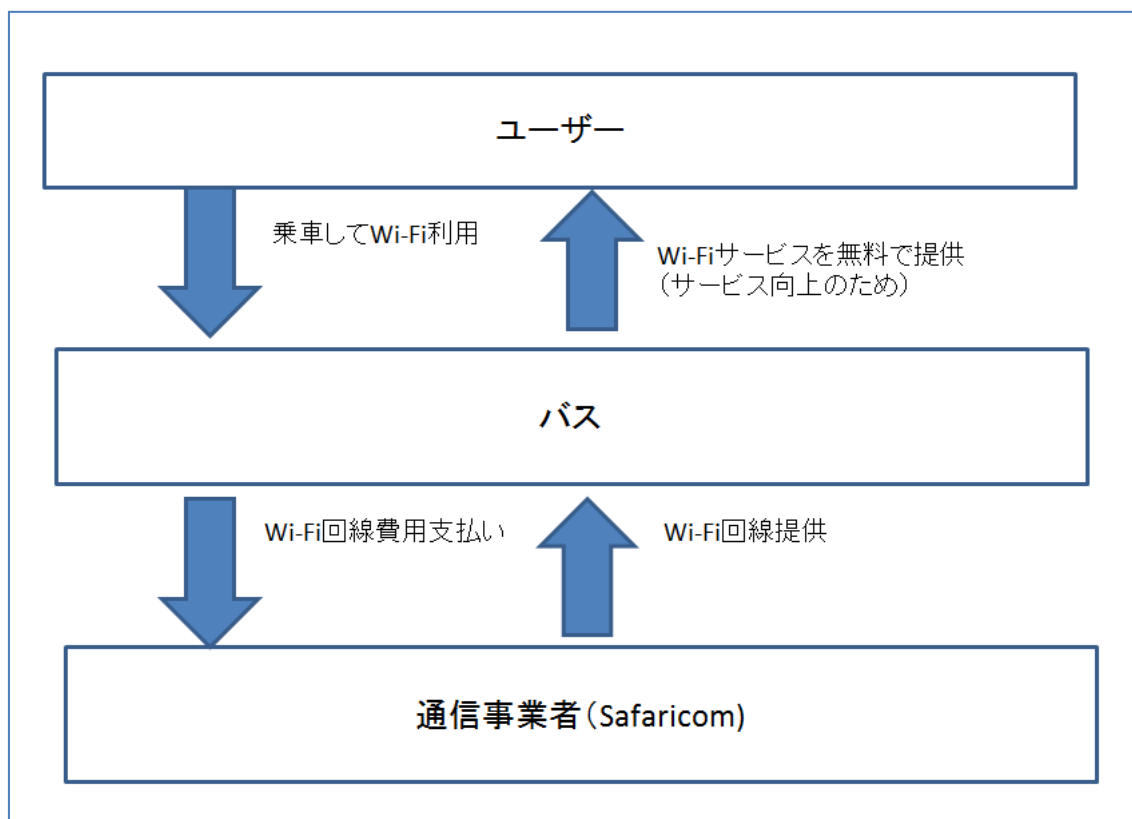 ユーザー
乗車してWi-Fi利用
Wi-Fiサービスを無料で提供
（サービス向上のため）
バス
Wi-Fi回線費用支払い
Wi-Fi回線提供
通信事業者（Safaricom)